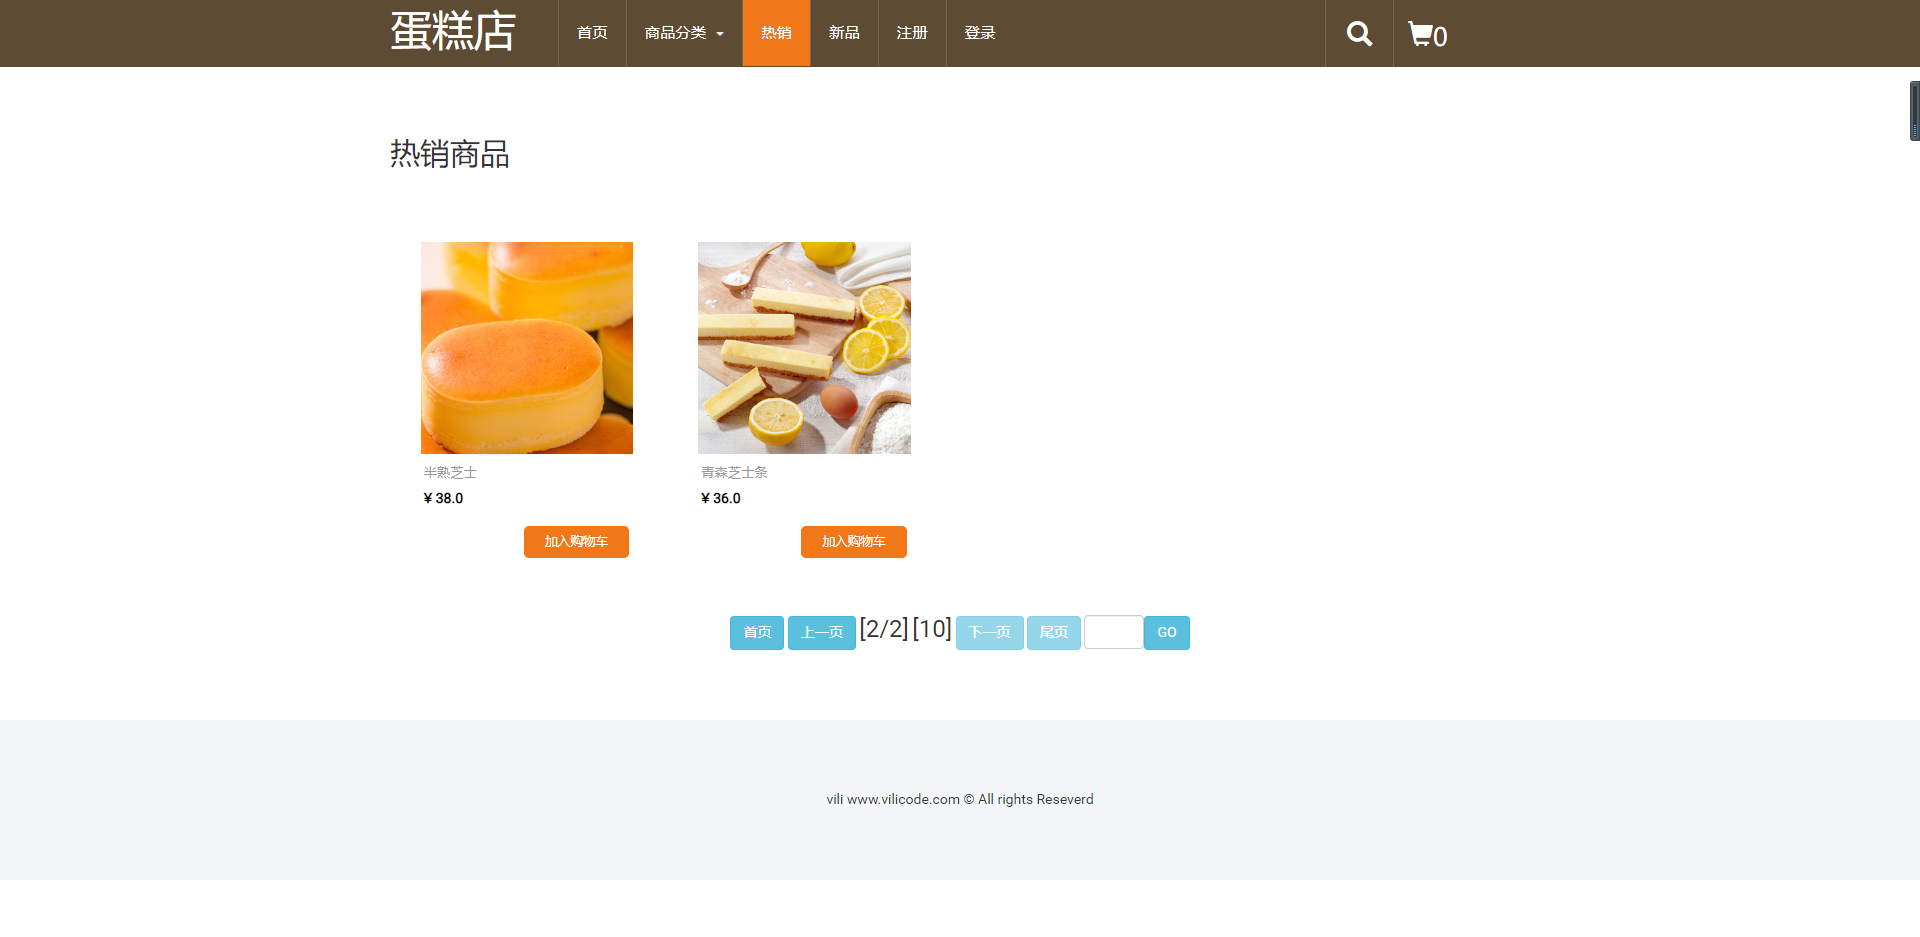 蛋糕店 首页 商品分类 热销 新品 注册 登录 0
热销商品
半熟芝士 青森芝士条
¥ 38.0 ¥ 36.0
加入购物车 加入购物车
首页 上一页 [2/2] [10] 下一页 尾页 GO
vili www.vilicode.com © All rights Reseverd